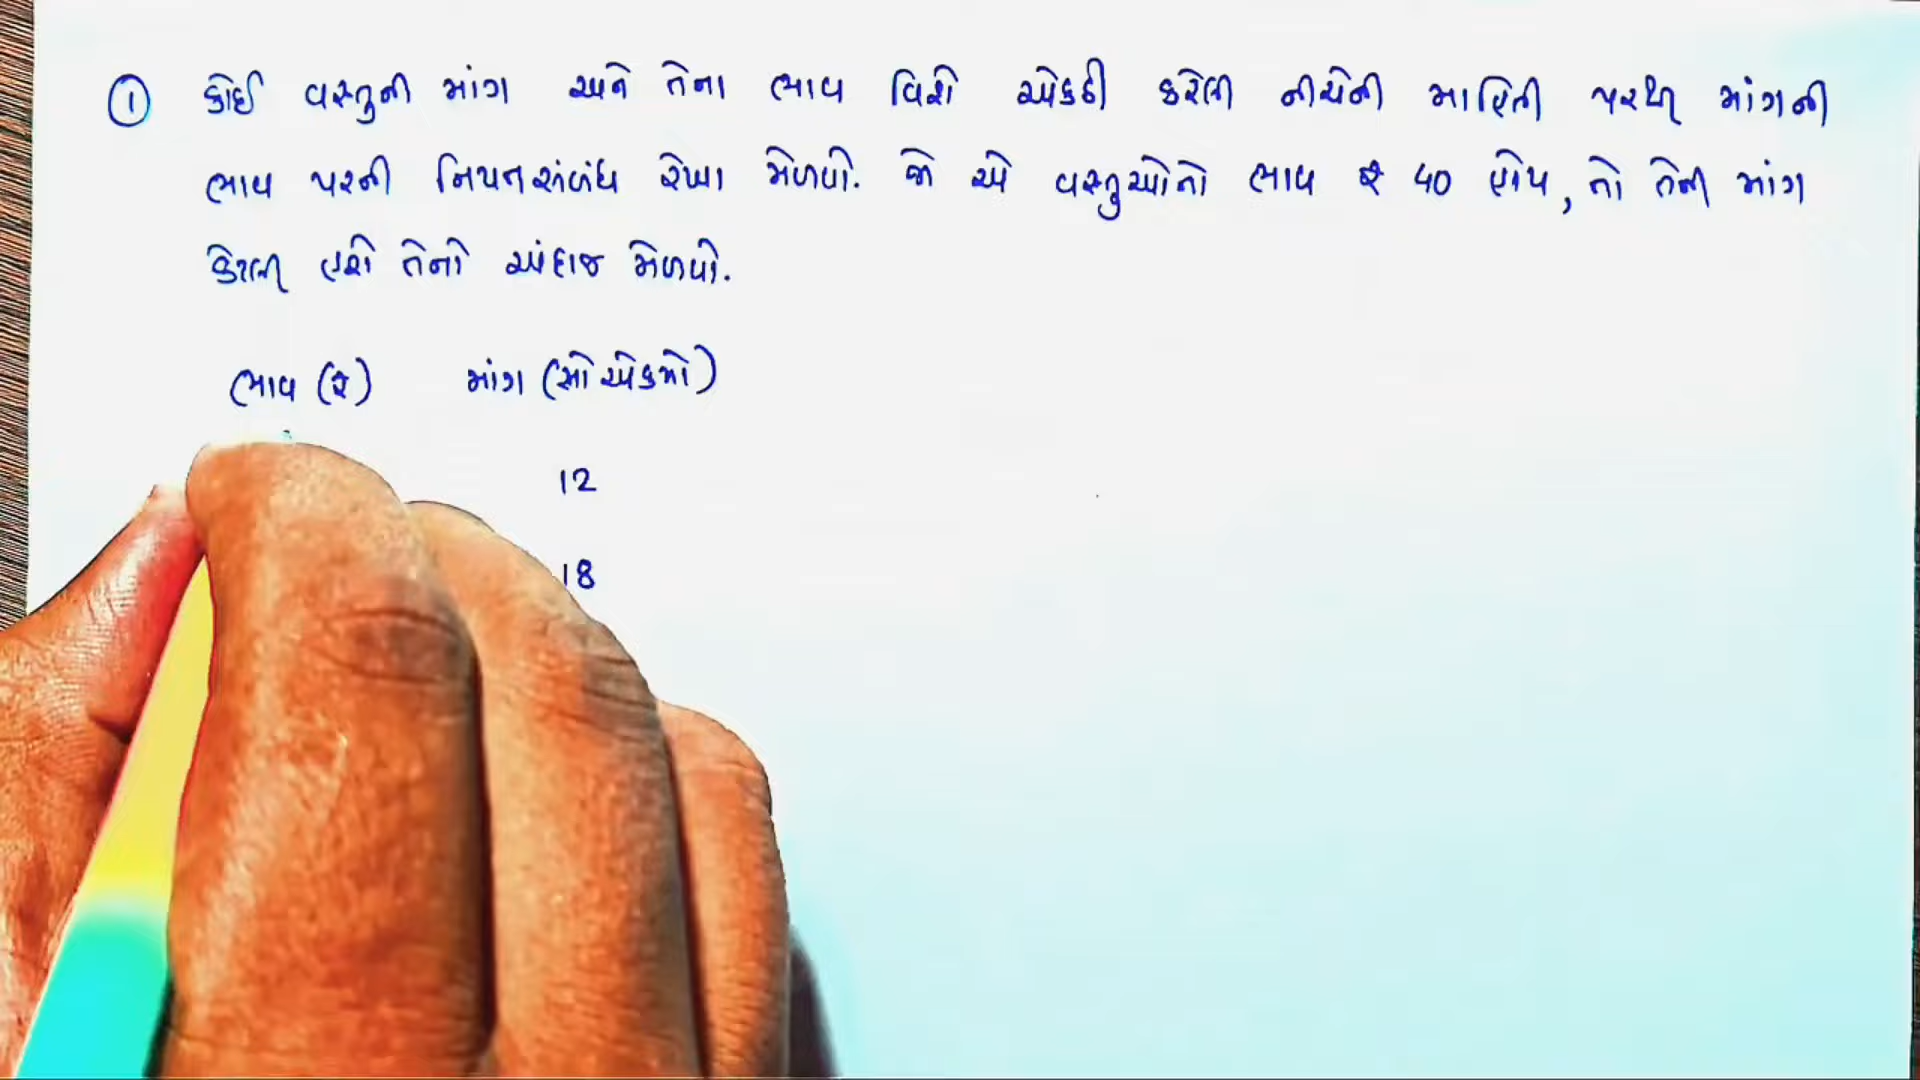 ① કોઈ વસ્તુની માંગ અને તેના ભાવ વિશે એકઠી કરેલી નીચેની માહિતી પરથી માંગની
ભાવ પરની નિયતસંબંધ રેખા મેળવો. જો એ વસ્તુઓનો ભાવ ₹ 40 હોય, તો તેની માંગ
કેટલી હશે તેનો અંદાજ મેળવો.
ભાવ (₹) માંગ (સો એકમો)
12
18